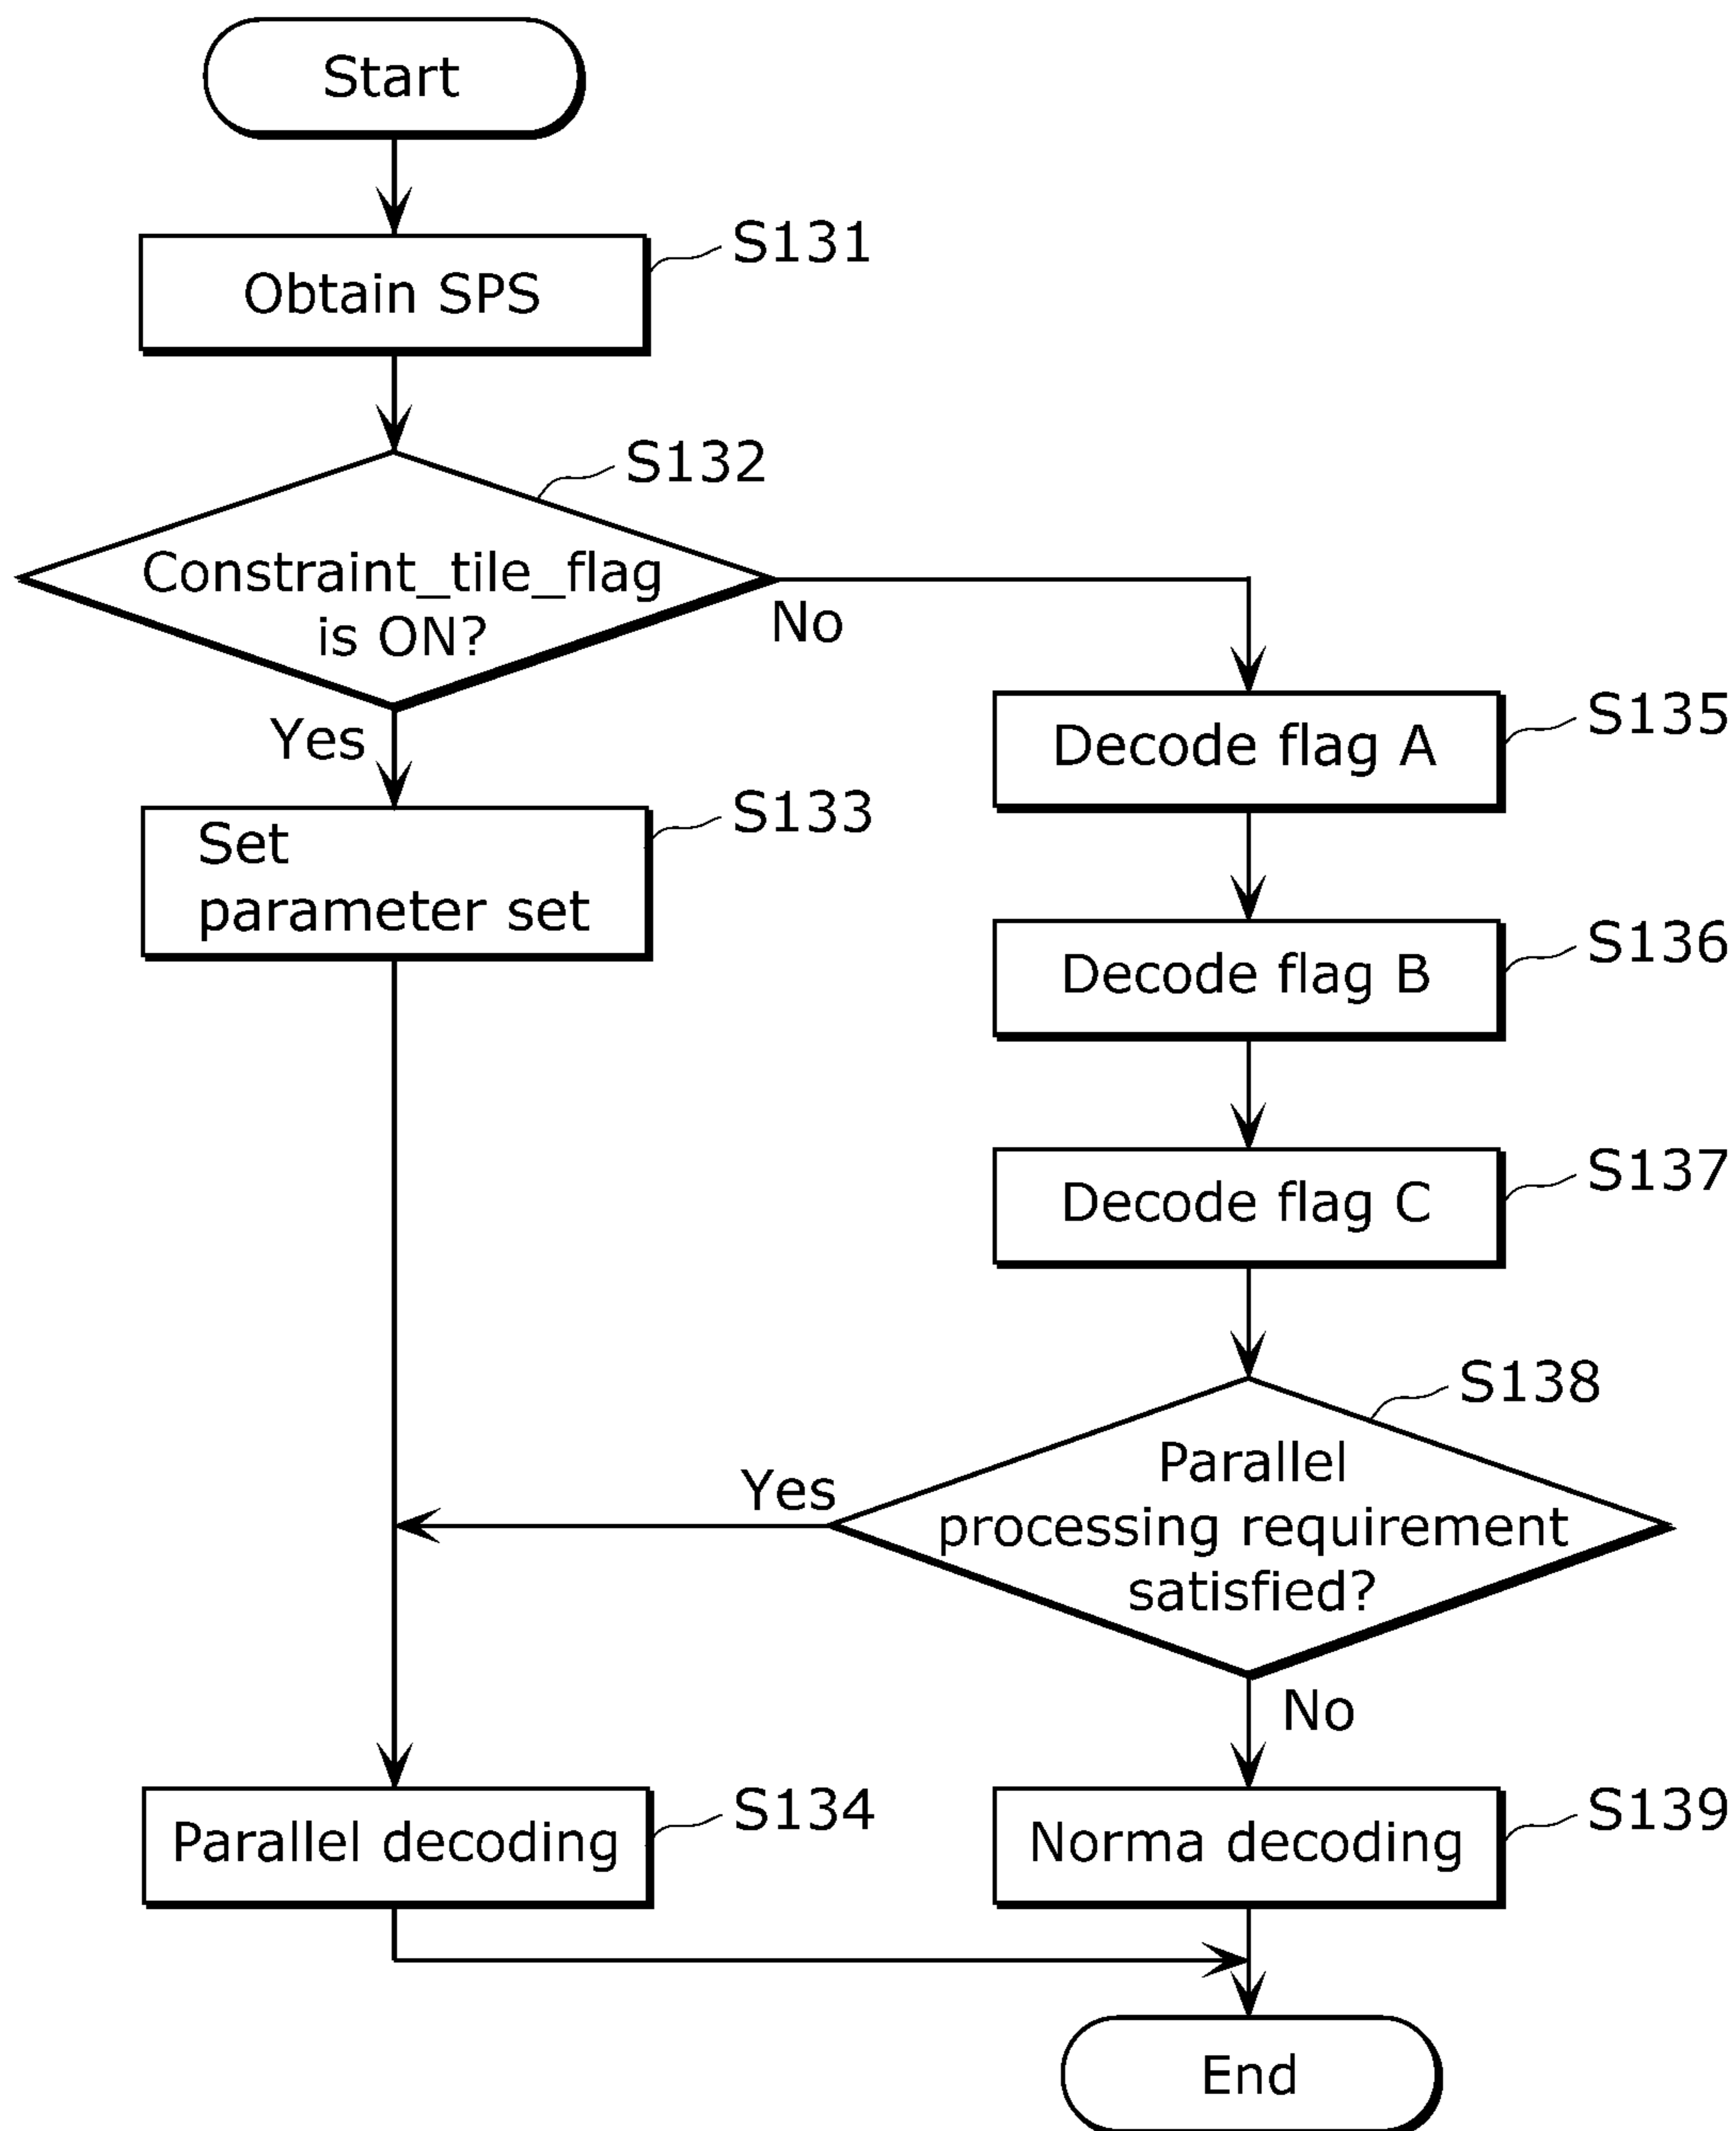 Start
S131
Obtain SPS
S132
Constraint_tile_flag
is ON?
No
Yes
S135
Decode flag A
S133
Set
parameter set
S136
Decode flag B
S137
Decode flag C
S138
Parallel
processing requirement
satisfied?
Yes
No
S134
Parallel decoding
S139
Norma decoding
End